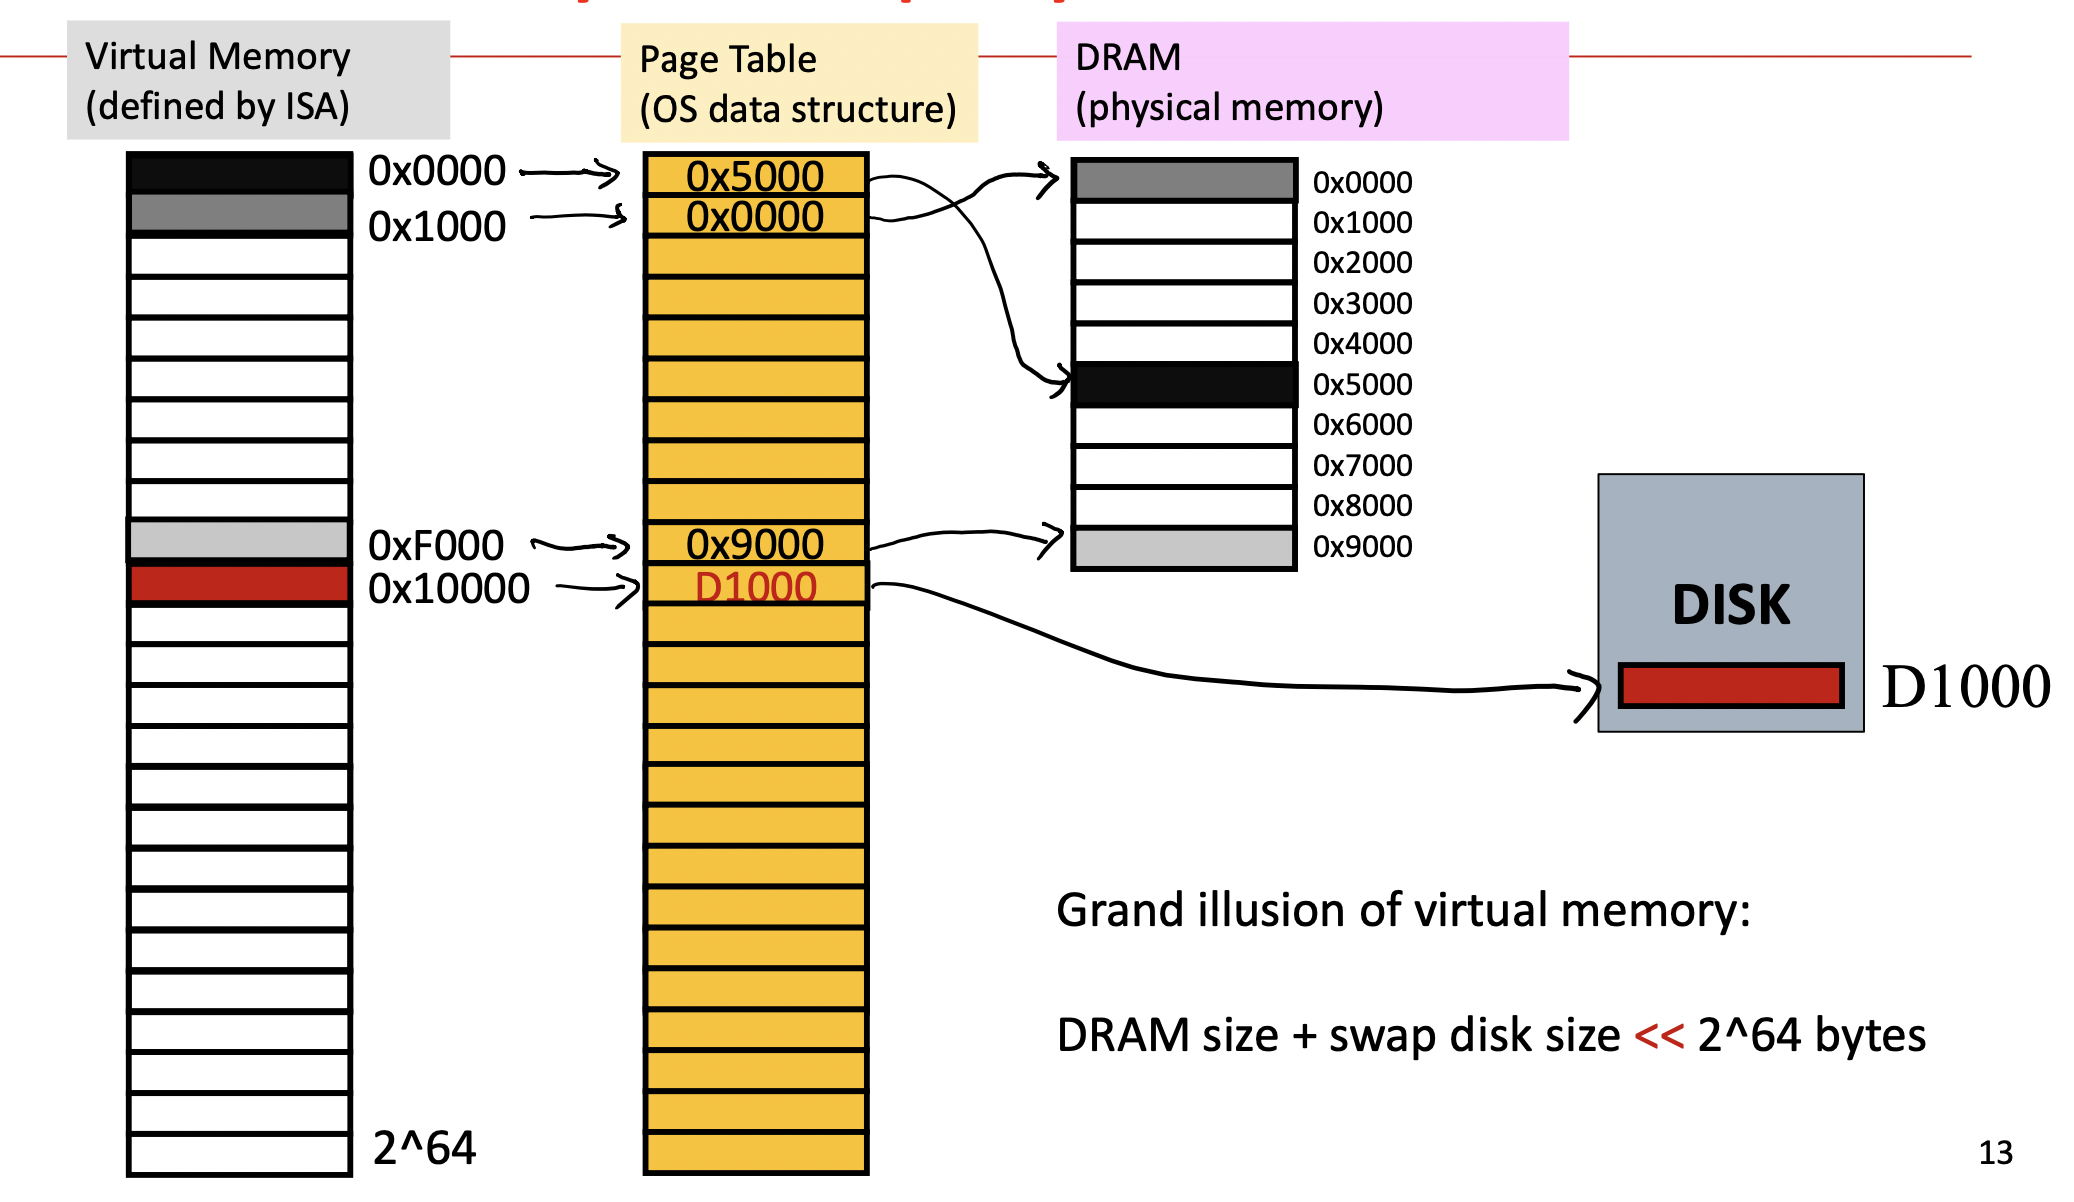 Virtual Memory
(defined by ISA)
Page Table
(OS data structure)
DRAM
(physical memory)
0x0000
0x1000
0xF000
0x10000
2^64
0x5000
0x0000
0x9000
D1000
0x0000
0x1000
0x2000
0x3000
0x4000
0x5000
0x6000
0x7000
0x8000
0x9000
DISK
D1000
Grand illusion of virtual memory:
DRAM size + swap disk size << 2^64 bytes
13